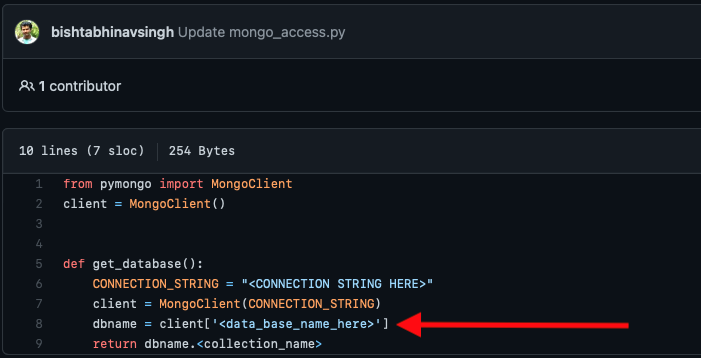 bishtabhinavsingh Update mongo_access.py
1 contributor
10 lines (7 sloc) 254 Bytes
1 from pymongo import MongoClient
2 client = MongoClient()
3
4
5 def get_database():
6 CONNECTION_STRING = "<CONNECTION STRING HERE>"
7 client = MongoClient(CONNECTION_STRING)
8 dbname = client['<data_base_name_here>']
9 return dbname.<collection_name>